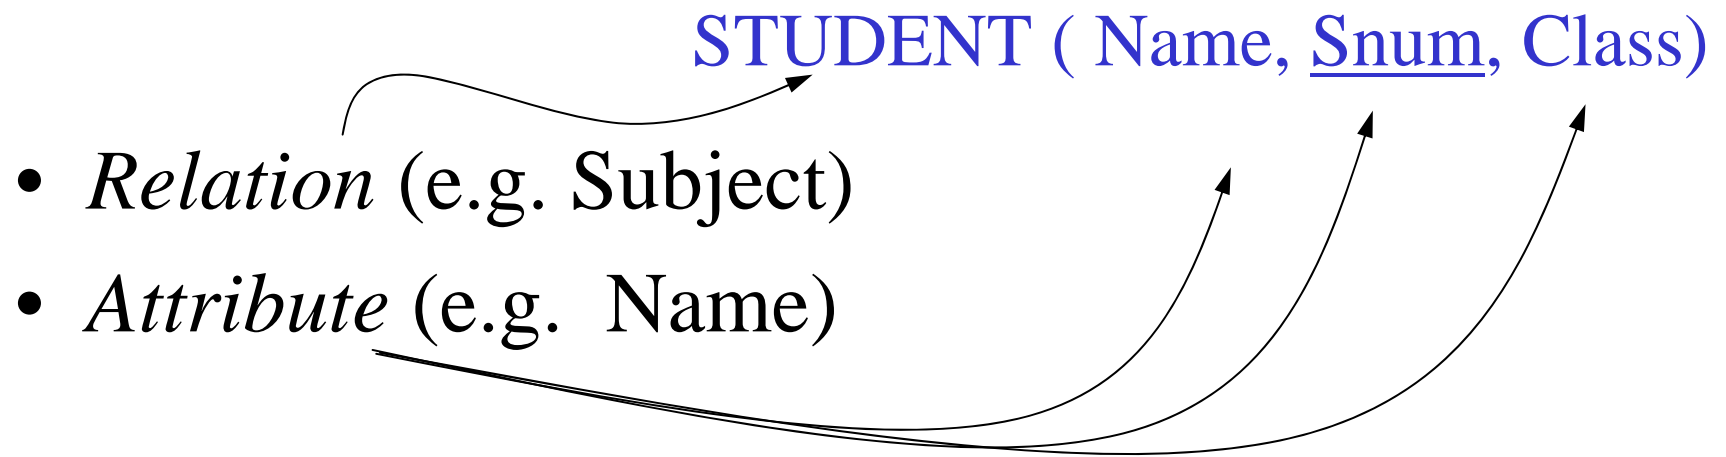 STUDENT ( Name, Snum, Class)
• Relation (e.g. Subject)
• Attribute (e.g. Name)